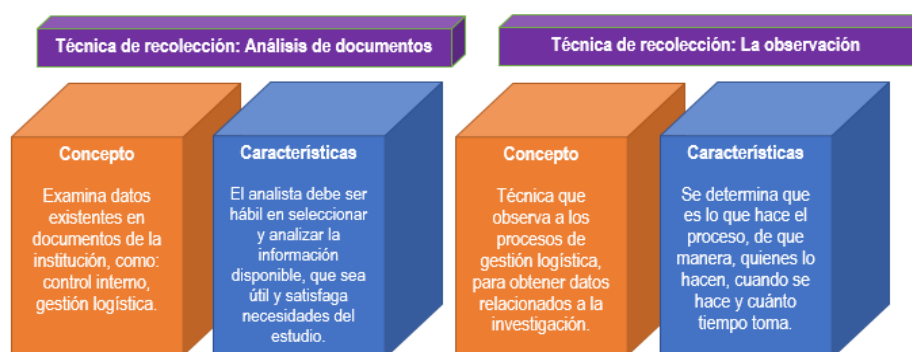 Técnica de recolección: Análisis de documentos
Concepto
Examina datos
existentes en
documentos de la
institución, como:
control interno,
gestión logística.
Características
El analista debe ser
hábil en seleccionar
y analizar la
información
disponible, que sea
útil y satisfaga
necesidades del
estudio.
Técnica de recolección: La observación
Concepto
Técnica que
observa a los
procesos de
gestión logística,
para obtener datos
relacionados a la
investigación.
Características
Se determina que
es lo que hace el
proceso, de que
manera, quienes lo
hacen, cuando se
hace y cuánto
tiempo toma.